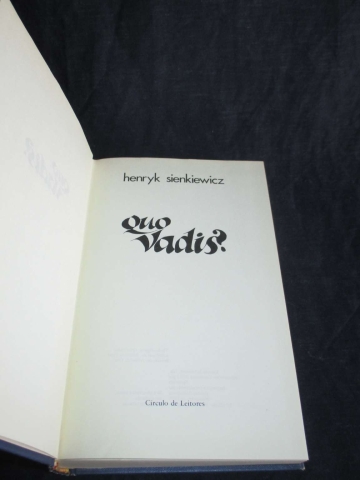 henryk sienkiewicz
Quo
Vadis?
Círculo de Leitores